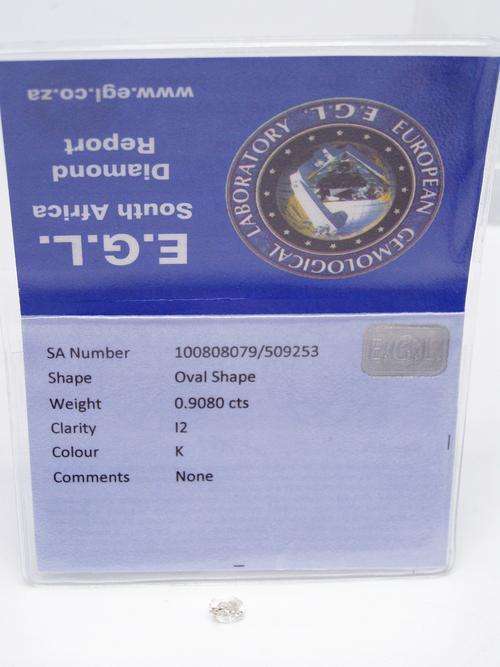 E.G.L.
South Africa
Diamond
Report
www.egl.co.za
EUROPEAN GEMOLOGICAL LABORATORY
E.G.L.
E.G.L.
SA Number 100808079/509253
Shape Oval Shape
Weight 0.9080 cts
Clarity I2
Colour K
Comments None